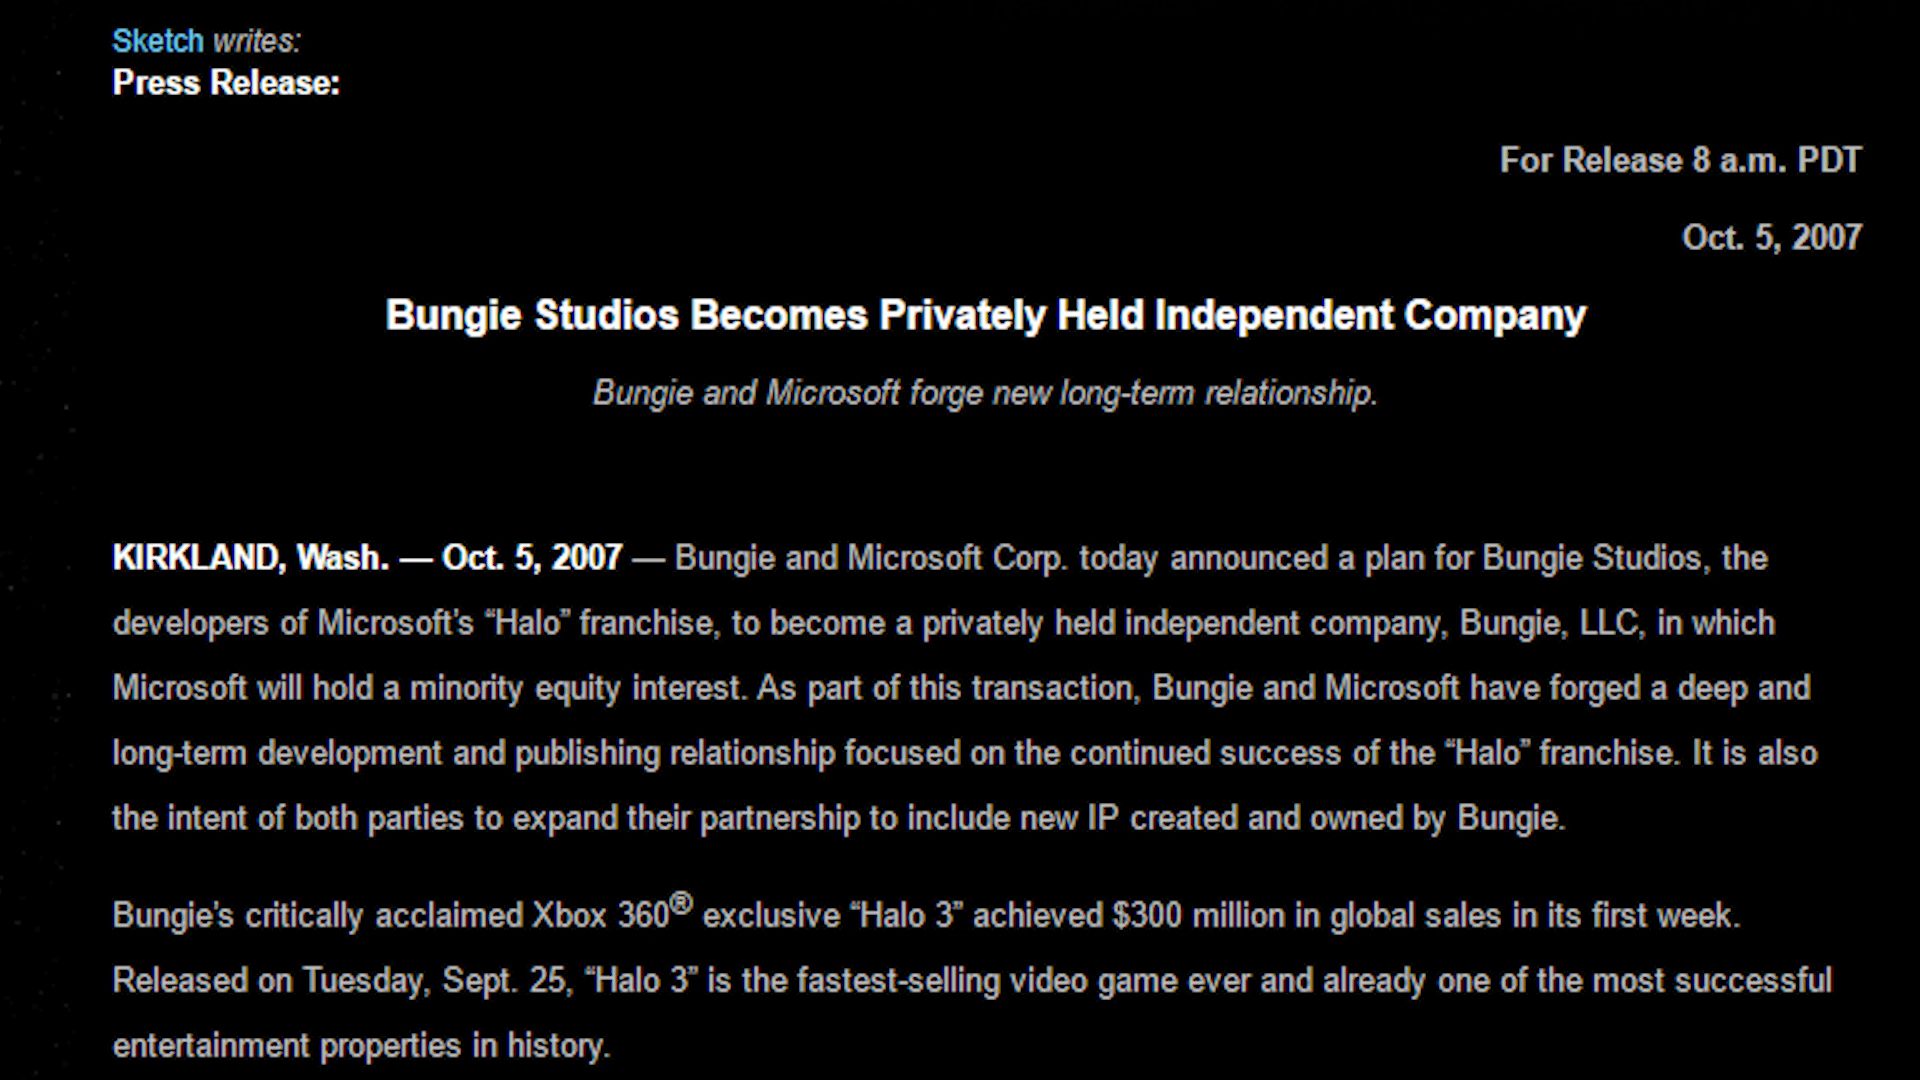 Sketch writes:
Press Release:
For Release 8 a.m. PDT
Oct. 5, 2007
Bungie Studios Becomes Privately Held Independent Company
Bungie and Microsoft forge new long-term relationship.
KIRKLAND, Wash. — Oct. 5, 2007 — Bungie and Microsoft Corp. today announced a plan for Bungie Studios, the
developers of Microsoft’s “Halo” franchise, to become a privately held independent company, Bungie, LLC, in which
Microsoft will hold a minority equity interest. As part of this transaction, Bungie and Microsoft have forged a deep and
long-term development and publishing relationship focused on the continued success of the “Halo” franchise. It is also
the intent of both parties to expand their partnership to include new IP created and owned by Bungie.
Bungie’s critically acclaimed Xbox 360® exclusive “Halo 3” achieved $300 million in global sales in its first week.
Released on Tuesday, Sept. 25, “Halo 3” is the fastest-selling video game ever and already one of the most successful
entertainment properties in history.